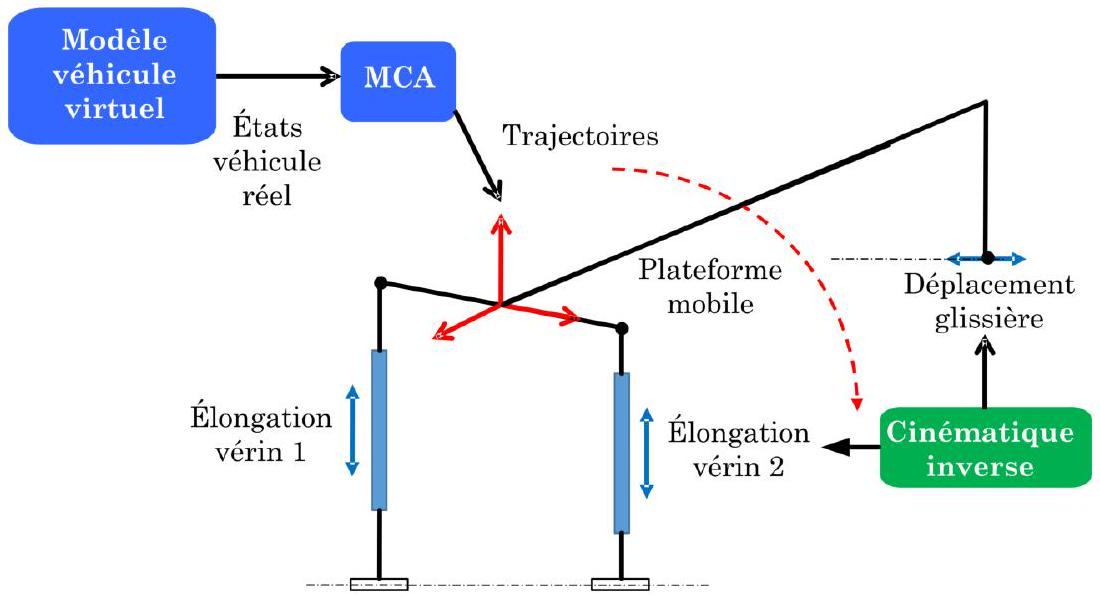 Modèle
véhicule
virtuel
MCA
États
véhicule
réel
Trajectoires
Plateforme
mobile
Déplacement
glissière
Élongation
vérin 1
Élongation
vérin 2
Cinématique
inverse